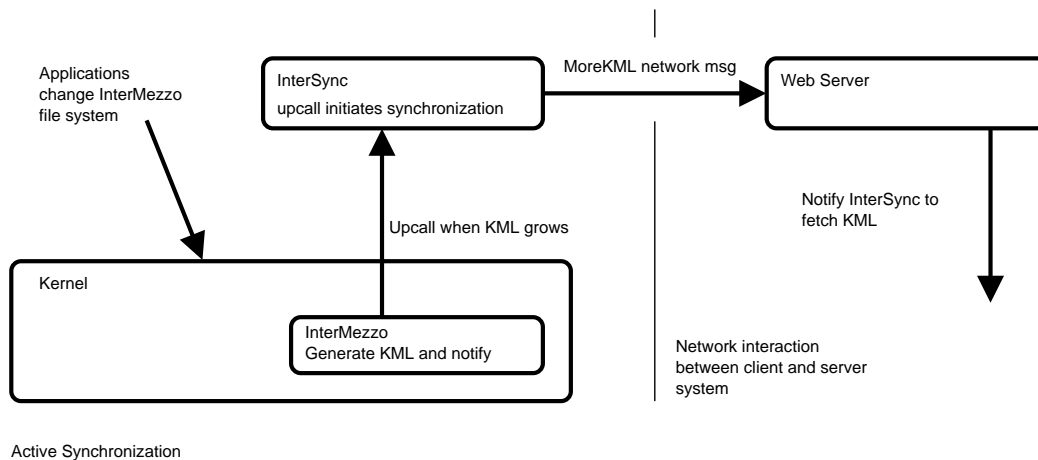 Applications
change InterMezzo
file system
InterSync
upcall initiates synchronization
MoreKML network msg
Web Server
Upcall when KML grows
Notify InterSync to
fetch KML
Kernel
InterMezzo
Generate KML and notify
Network interaction
between client and server
system
Active Synchronization